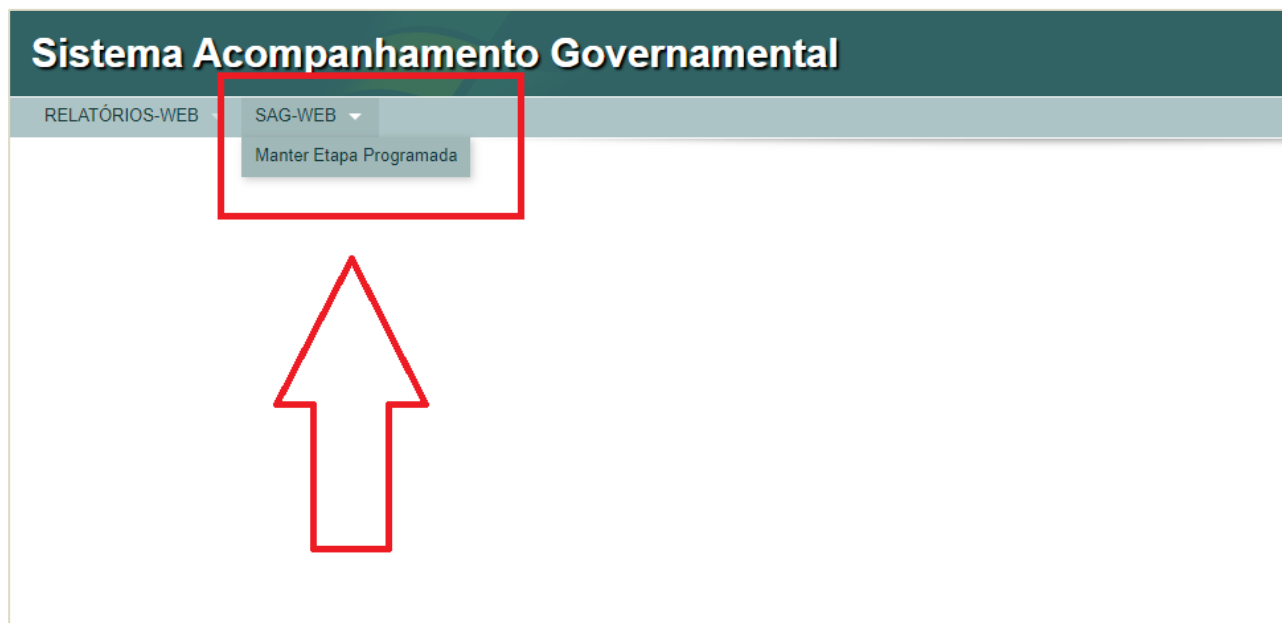 Sistema Acompanhamento Governamental
RELATÓRIOS-WEB SAG-WEB
Manter Etapa Programada